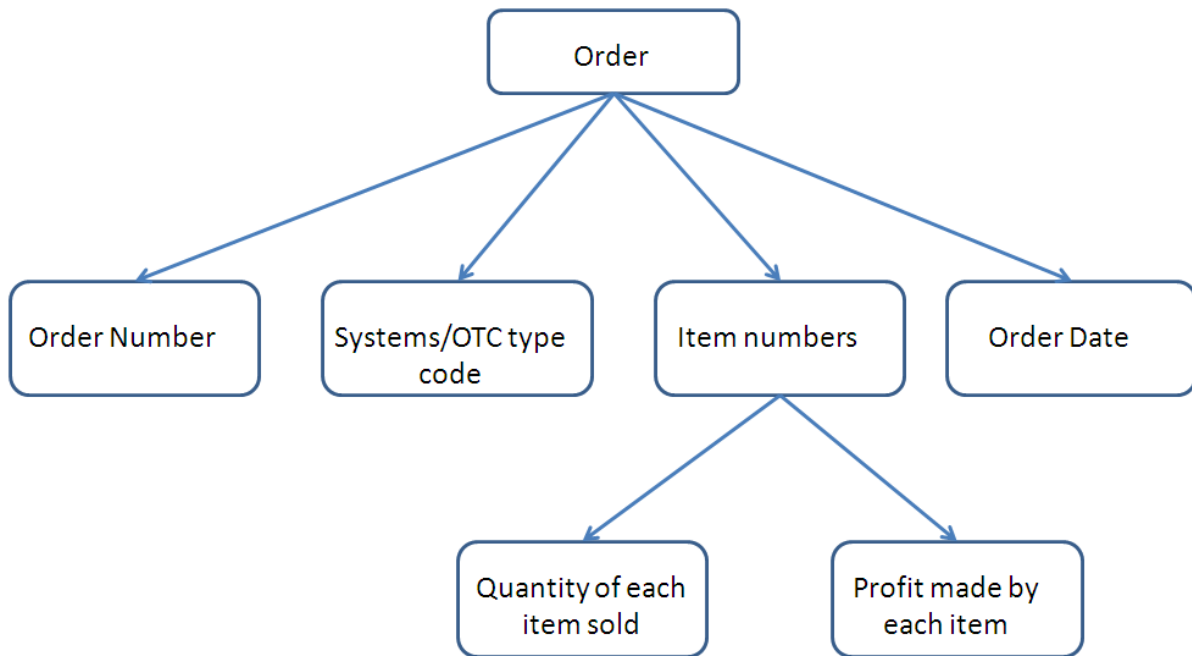 Order
Order Number
Systems/OTC type
code
Item numbers
Order Date
Quantity of each
item sold
Profit made by
each item